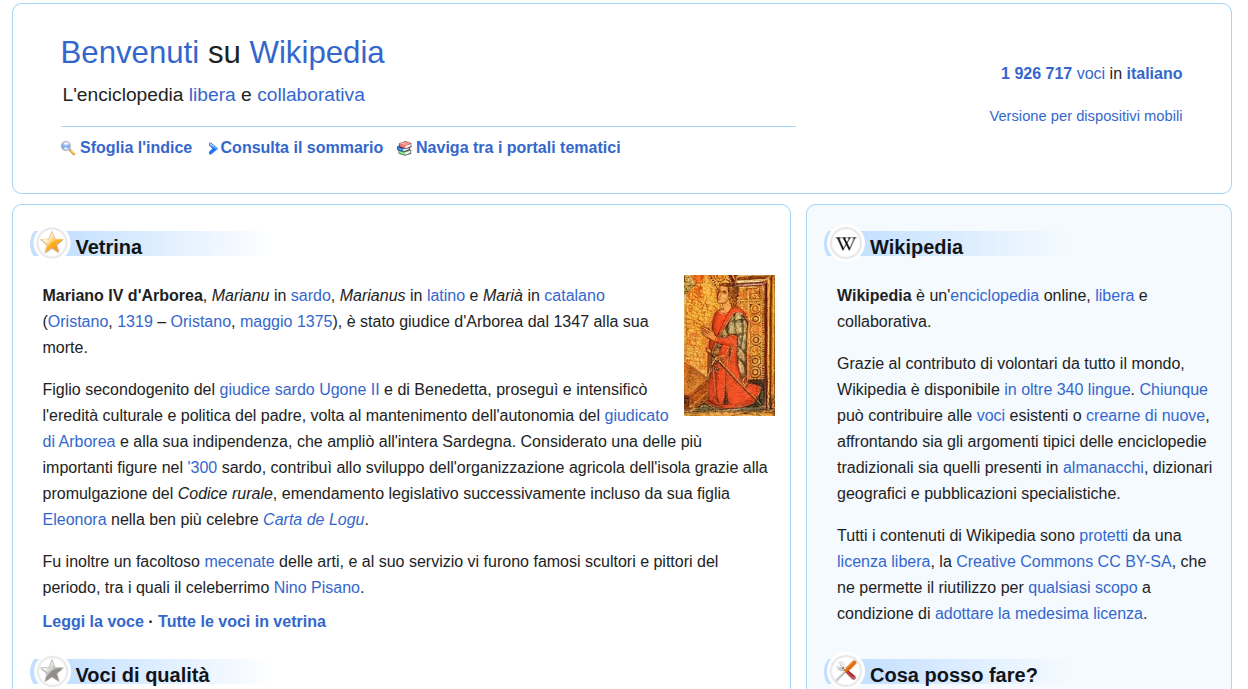 Benvenuti su Wikipedia
L'enciclopedia libera e collaborativa
1 926 717 voci in italiano
Versione per dispositivi mobili
Sfoglia l'indice Consulta il sommario Naviga tra i portali tematici
Vetrina
Mariano IV d'Arborea, Marianu in sardo, Marianus in latino e Marià in catalano
(Oristano, 1319 – Oristano, maggio 1375), è stato giudice d'Arborea dal 1347 alla sua
morte.
Figlio secondogenito del giudice sardo Ugone II e di Benedetta, proseguì e intensificò
l'eredità culturale e politica del padre, volta al mantenimento dell'autonomia del giudicato
di Arborea e alla sua indipendenza, che ampliò all'intera Sardegna. Considerato una delle più
importanti figure nel '300 sardo, contribuì allo sviluppo dell'organizzazione agricola dell'isola grazie alla
promulgazione del Codice rurale, emendamento legislativo successivamente incluso da sua figlia
Eleonora nella ben più celebre Carta de Logu.
Fu inoltre un facoltoso mecenate delle arti, e al suo servizio vi furono famosi scultori e pittori del
periodo, tra i quali il celeberrimo Nino Pisano.
Leggi la voce · Tutte le voci in vetrina
Voci di qualità
W Wikipedia
Wikipedia è un'enciclopedia online, libera e
collaborativa.
Grazie al contributo di volontari da tutto il mondo,
Wikipedia è disponibile in oltre 340 lingue. Chiunque
può contribuire alle voci esistenti o crearne di nuove,
affrontando sia gli argomenti tipici delle enciclopedie
tradizionali sia quelli presenti in almanacchi, dizionari
geografici e pubblicazioni specialistiche.
Tutti i contenuti di Wikipedia sono protetti da una
licenza libera, la Creative Commons CC BY-SA, che
ne permette il riutilizzo per qualsiasi scopo a
condizione di adottare la medesima licenza.
Cosa posso fare?